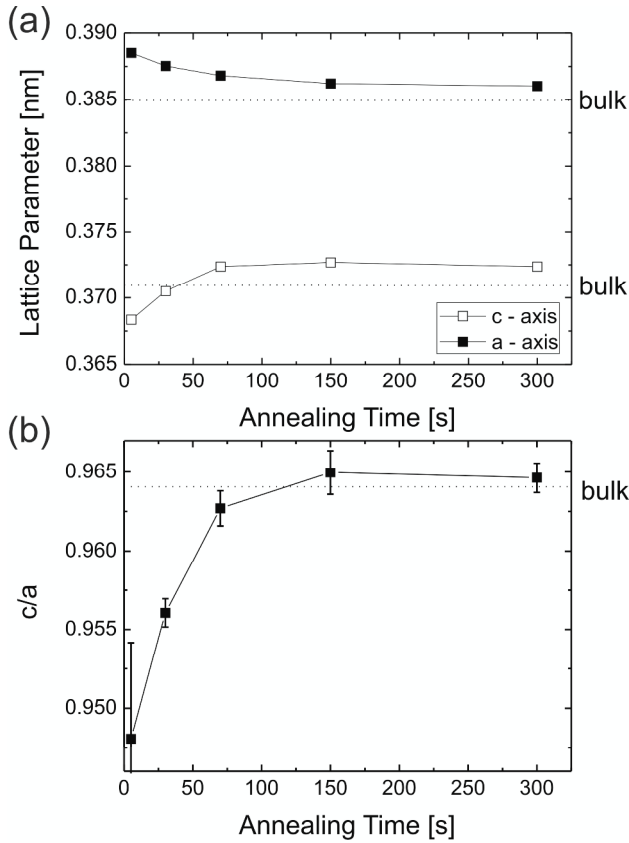 (a)
Lattice Parameter [nm]
0.390
0.385
0.380
0.375
0.370
0.365
bulk
bulk
c - axis
a - axis
0 50 100 150 200 250 300
Annealing Time [s]
(b)
c/a
0.965
0.960
0.955
0.950
bulk
0 50 100 150 200 250 300
Annealing Time [s]